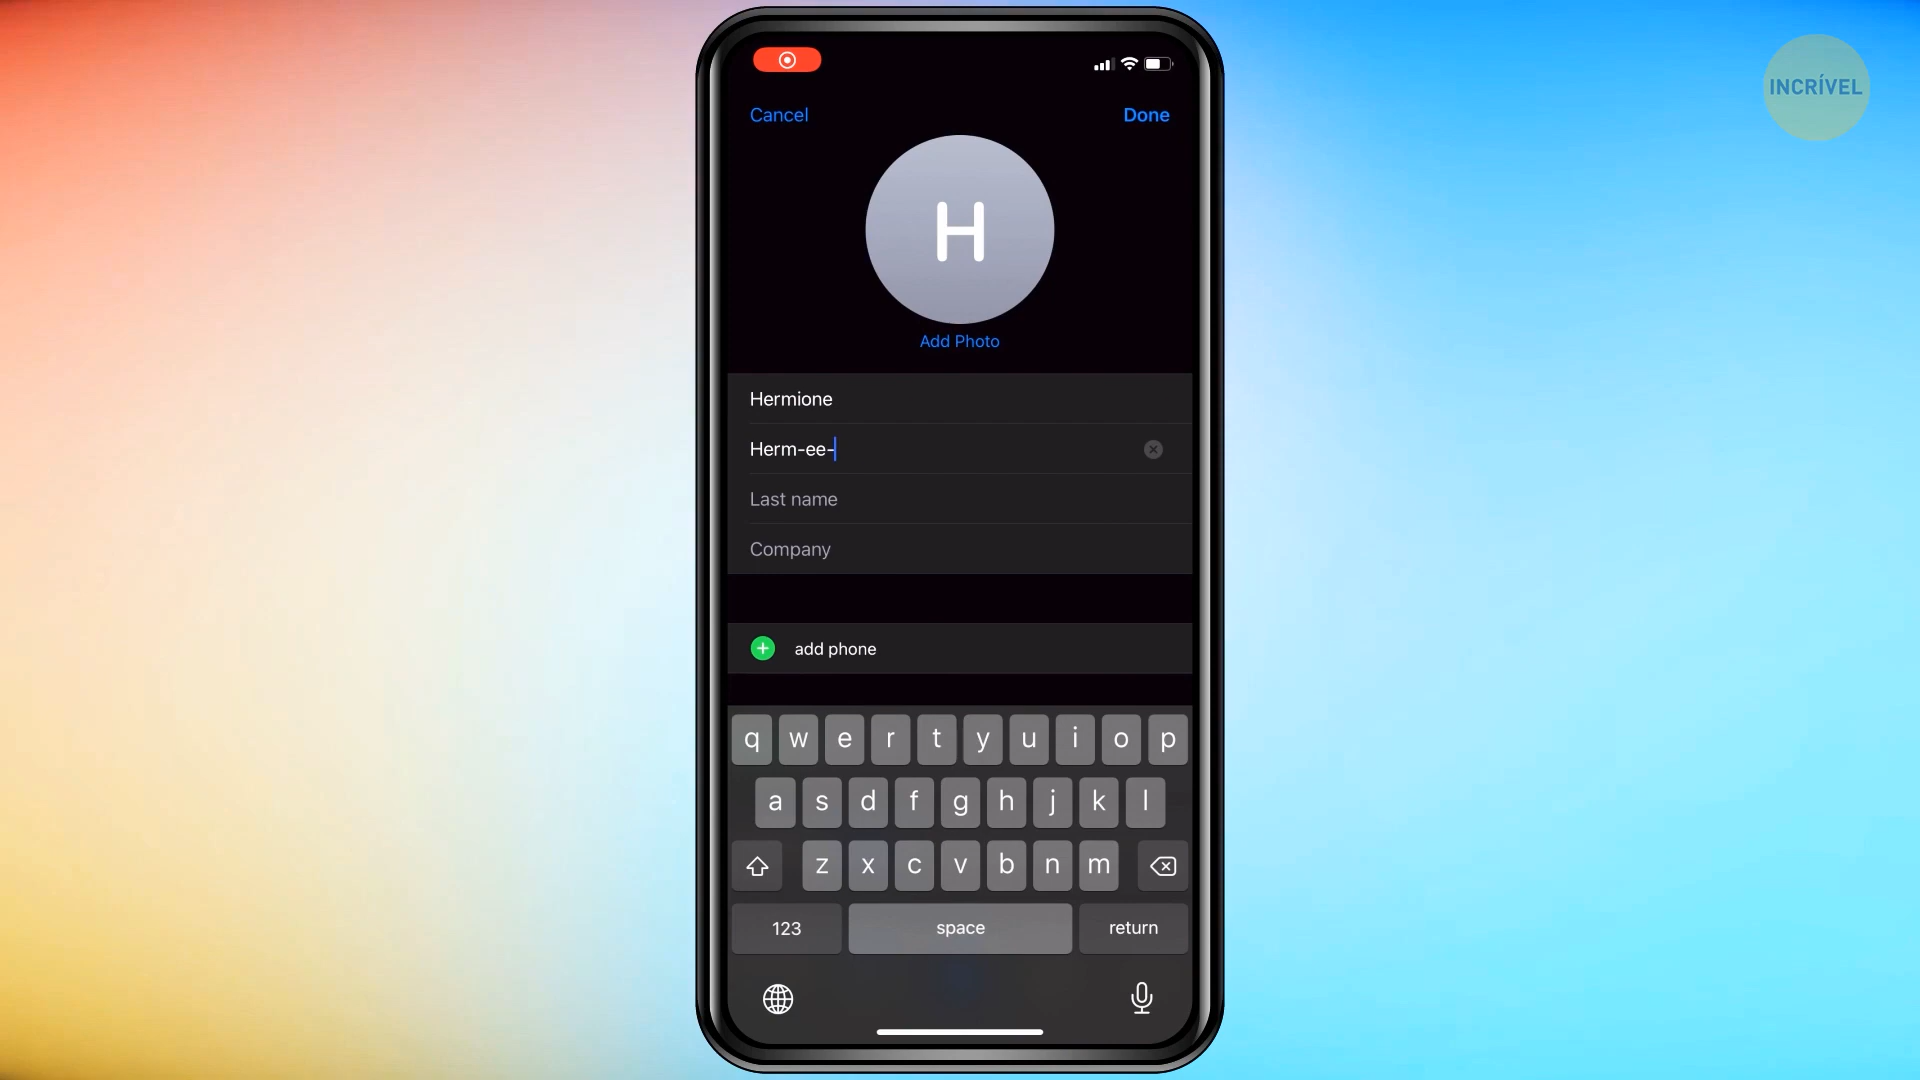 INCRÍVEL
Cancel
Done
H
Add Photo
Hermione
Herm-ee-
Last name
Company
add phone
q w e r t y u i o p
a s d f g h j k l
z x c v b n m
123 space return